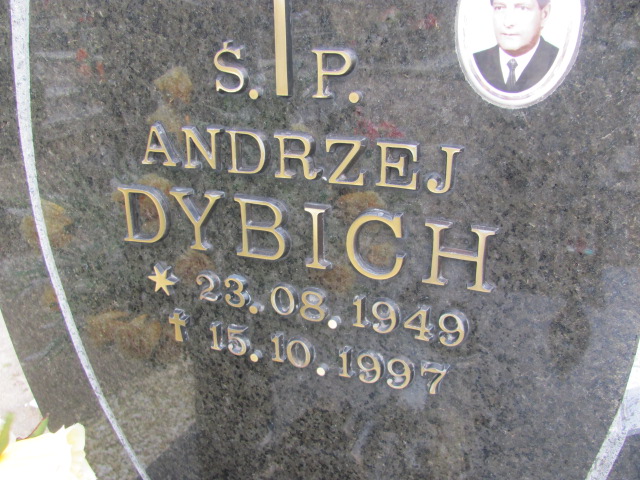 Ś. P.
ANDRZEJ
DYBICH
* 23. 08. 1949
† 15. 10. 1997